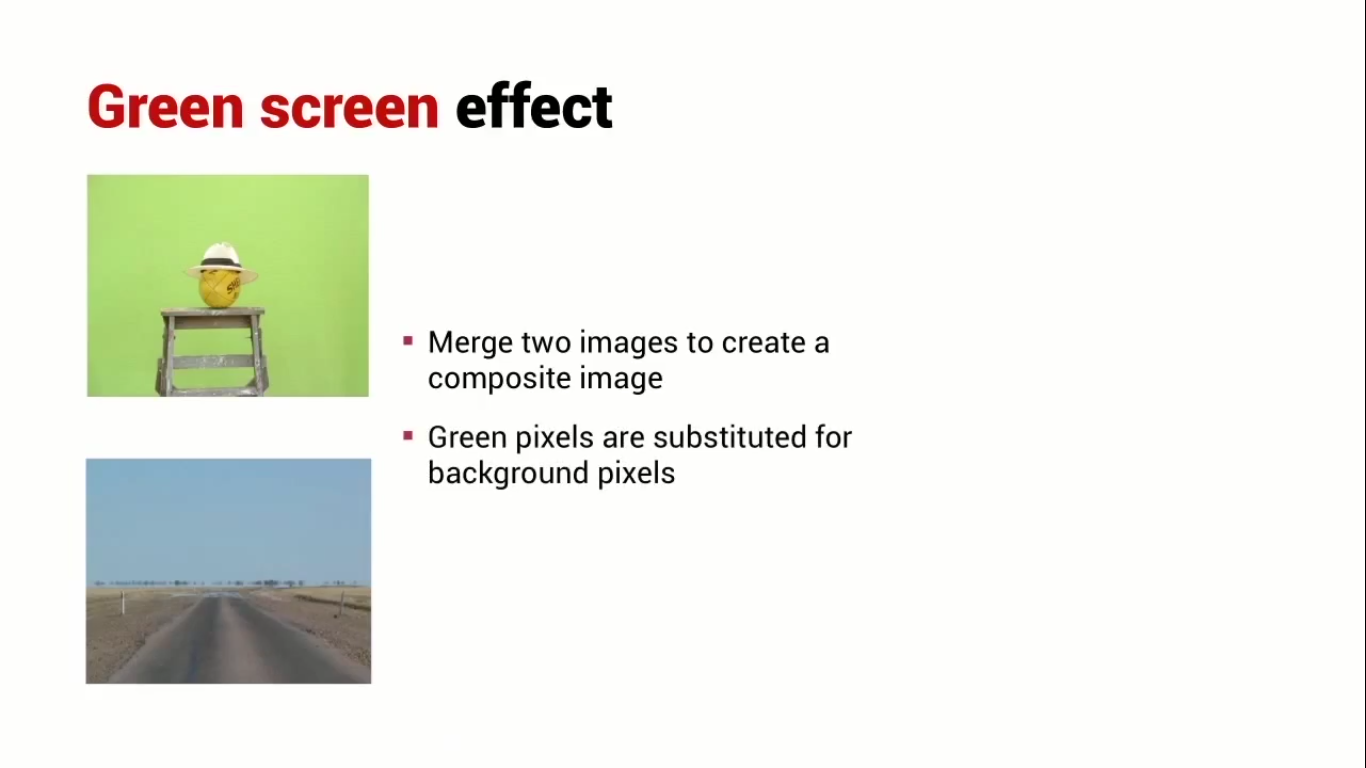 Green screen effect
Merge two images to create a
composite image
Green pixels are substituted for
background pixels